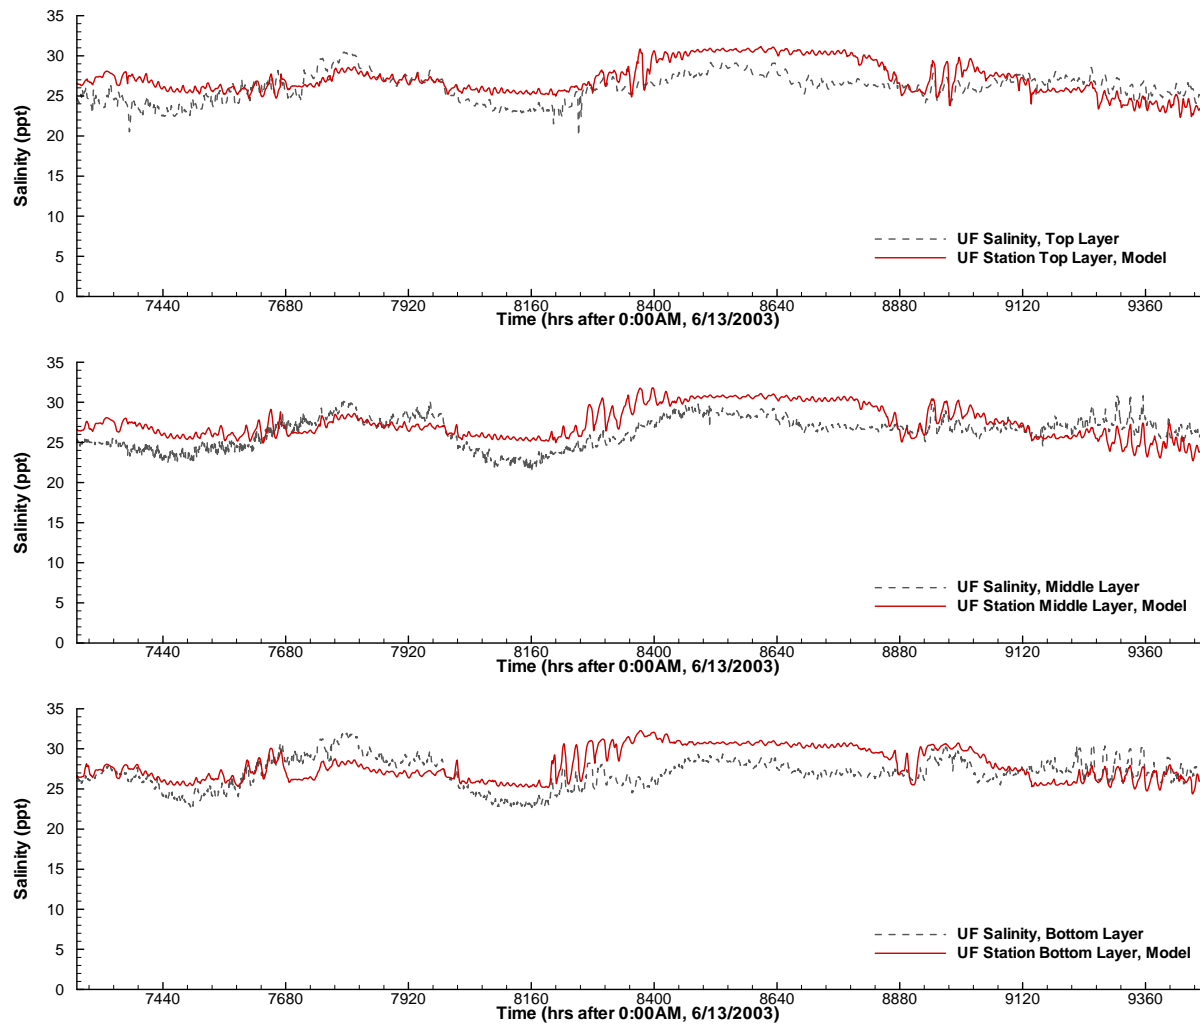 35
30
25
20
15
10
5
0
Salinity (ppt)
UF Salinity, Top Layer
UF Station Top Layer, Model
7440 7680 7920 8160 8400 8640 8880 9120 9360
Time (hrs after 0:00AM, 6/13/2003)
35
30
25
20
15
10
5
0
Salinity (ppt)
UF Salinity, Middle Layer
UF Station Middle Layer, Model
7440 7680 7920 8160 8400 8640 8880 9120 9360
Time (hrs after 0:00AM, 6/13/2003)
35
30
25
20
15
10
5
0
Salinity (ppt)
UF Salinity, Bottom Layer
UF Station Bottom Layer, Model
7440 7680 7920 8160 8400 8640 8880 9120 9360
Time (hrs after 0:00AM, 6/13/2003)